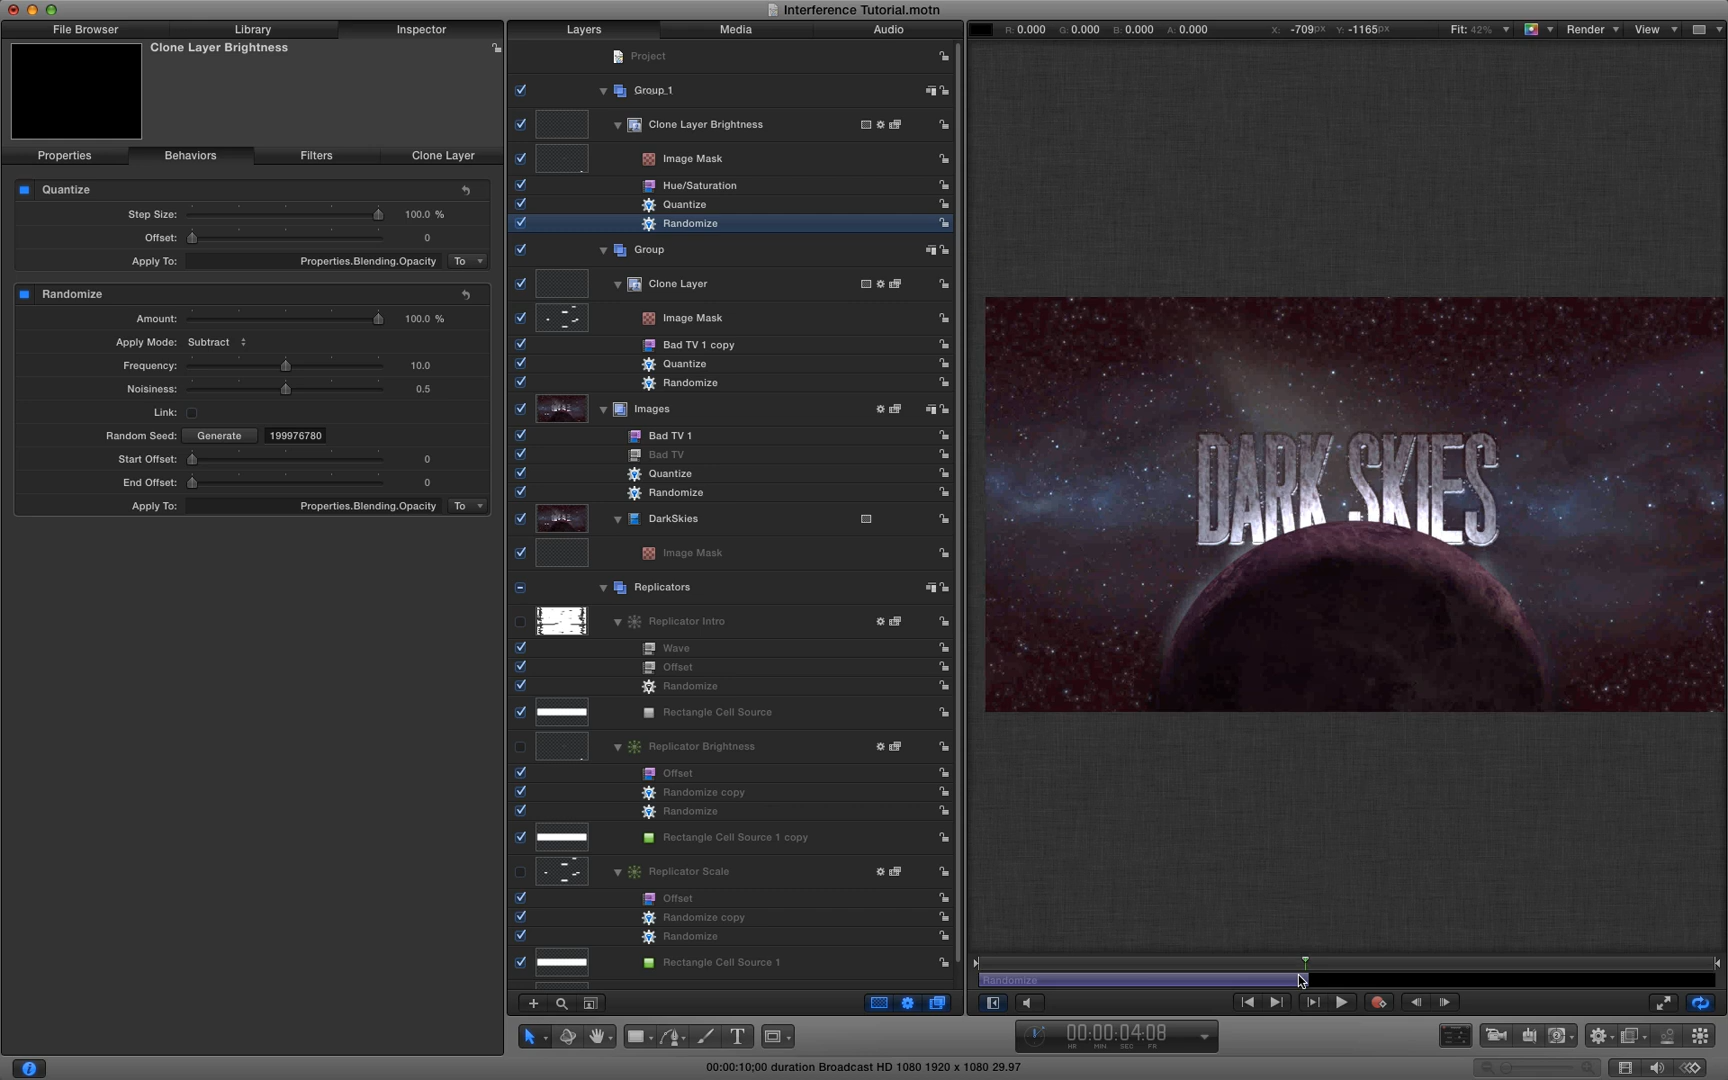 Interference Tutorial.motn
File Browser
Library
Inspector
Clone Layer Brightness
Properties
Behaviors
Filters
Clone Layer
Quantize
Step Size: 100.0 %
Offset: 0
Apply To: Properties.Blending.Opacity To
Randomize
Amount: 100.0 %
Apply Mode: Subtract
Frequency: 10.0
Noisiness: 0.5
Link:
Random Seed: Generate 199976780
Start Offset: 0
End Offset: 0
Apply To: Properties.Blending.Opacity To
Layers
Media
Audio
Project
Group_1
Clone Layer Brightness
Image Mask
Hue/Saturation
Quantize
Randomize
Group
Clone Layer
Image Mask
Bad TV 1 copy
Quantize
Randomize
Images
Bad TV 1
Bad TV
Quantize
Randomize
DarkSkies
Image Mask
Replicators
Replicator Intro
Wave
Offset
Randomize
Rectangle Cell Source
Replicator Brightness
Offset
Randomize copy
Randomize
Rectangle Cell Source 1 copy
Replicator Scale
Offset
Randomize copy
Randomize
Rectangle Cell Source 1
R: 0.000 G: 0.000 B: 0.000 A: 0.000 X: -709px Y: -1165px Fit: 42% Render View
DARK SKIES
Randomize
T
00:00:04:08
HR MIN SEC FR
00:00:10;00 duration Broadcast HD 1080 1920 x 1080 29.97